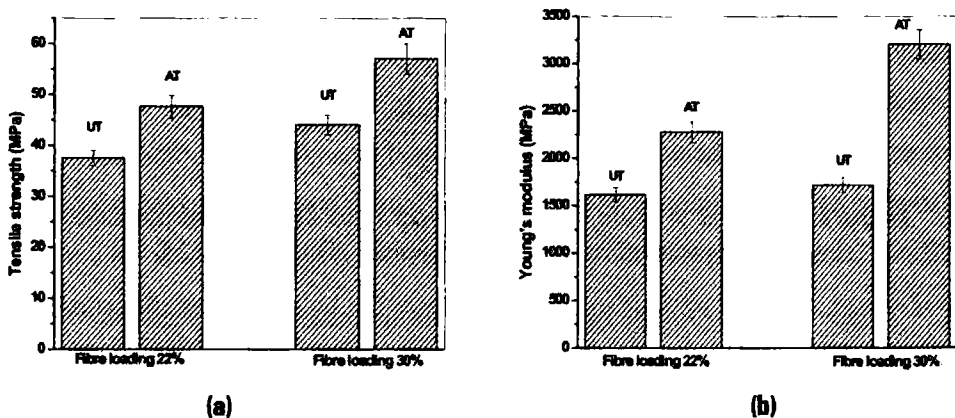 Tensile strength (MPa)
60
50
40
30
20
10
0
UT
AT
UT
AT
Fibre loading 22%
Fibre loading 30%
(a)
Young's modulus (MPa)
3500
3000
2500
2000
1500
1000
500
0
UT
AT
UT
AT
Fibre loading 22%
Fibre loading 30%
(b)